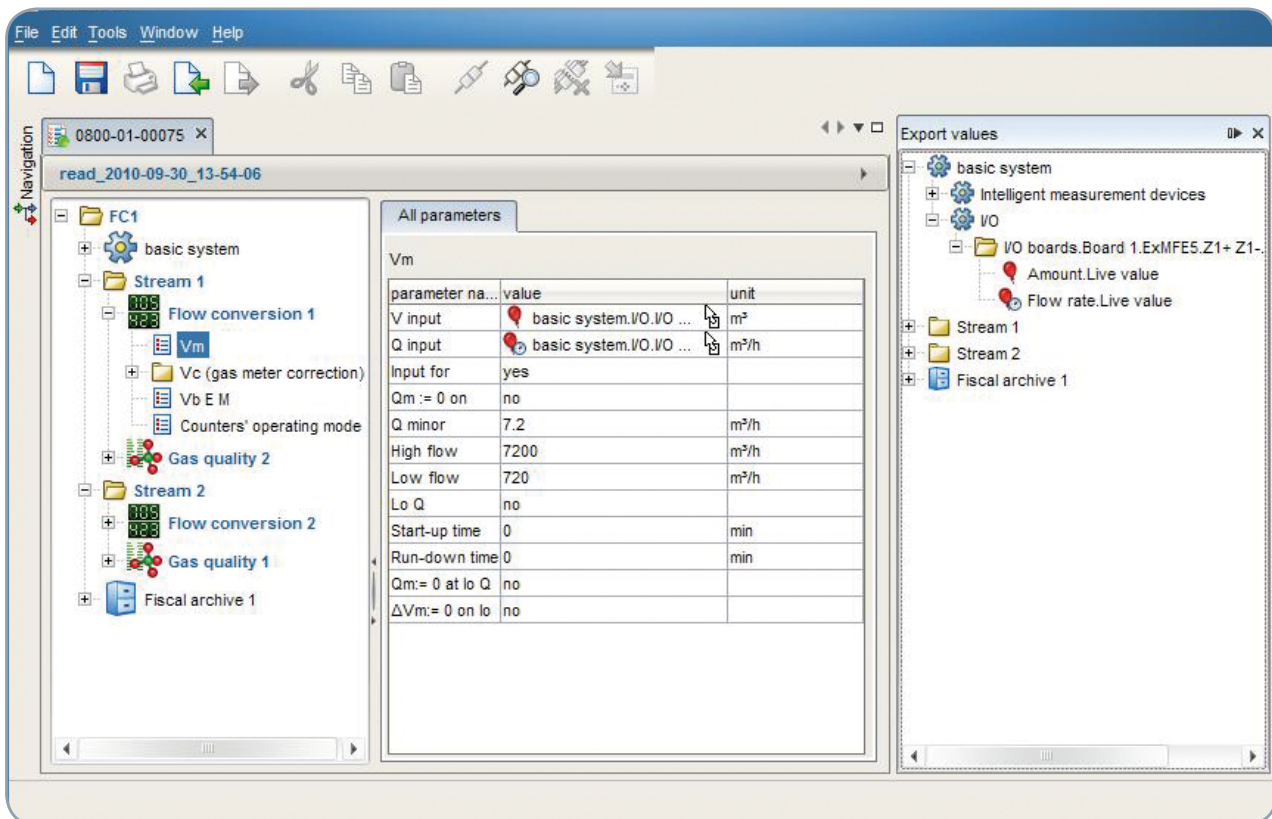 File Edit Tools Window Help
Navigation
0800-01-00075
read_2010-09-30_13-54-06
FC1
basic system
Stream 1
Flow conversion 1
Vm
Vc (gas meter correction)
Vb E M
Counters' operating mode
Gas quality 2
Stream 2
Flow conversion 2
Gas quality 1
Fiscal archive 1
All parameters
Vm
parameter na... value unit
V input basic system.I/O.I/O ... m³
Q input basic system.I/O.I/O ... m³/h
Input for yes
Qm := 0 on no
Q minor 7.2 m³/h
High flow 7200 m³/h
Low flow 720 m³/h
Lo Q no
Start-up time 0 min
Run-down time 0 min
Qm:= 0 at lo Q no
ΔVm:= 0 on lo no
Export values
basic system
Intelligent measurement devices
I/O
I/O boards.Board 1.ExMFE5.Z1+ Z1-.
Amount.Live value
Flow rate.Live value
Stream 1
Stream 2
Fiscal archive 1